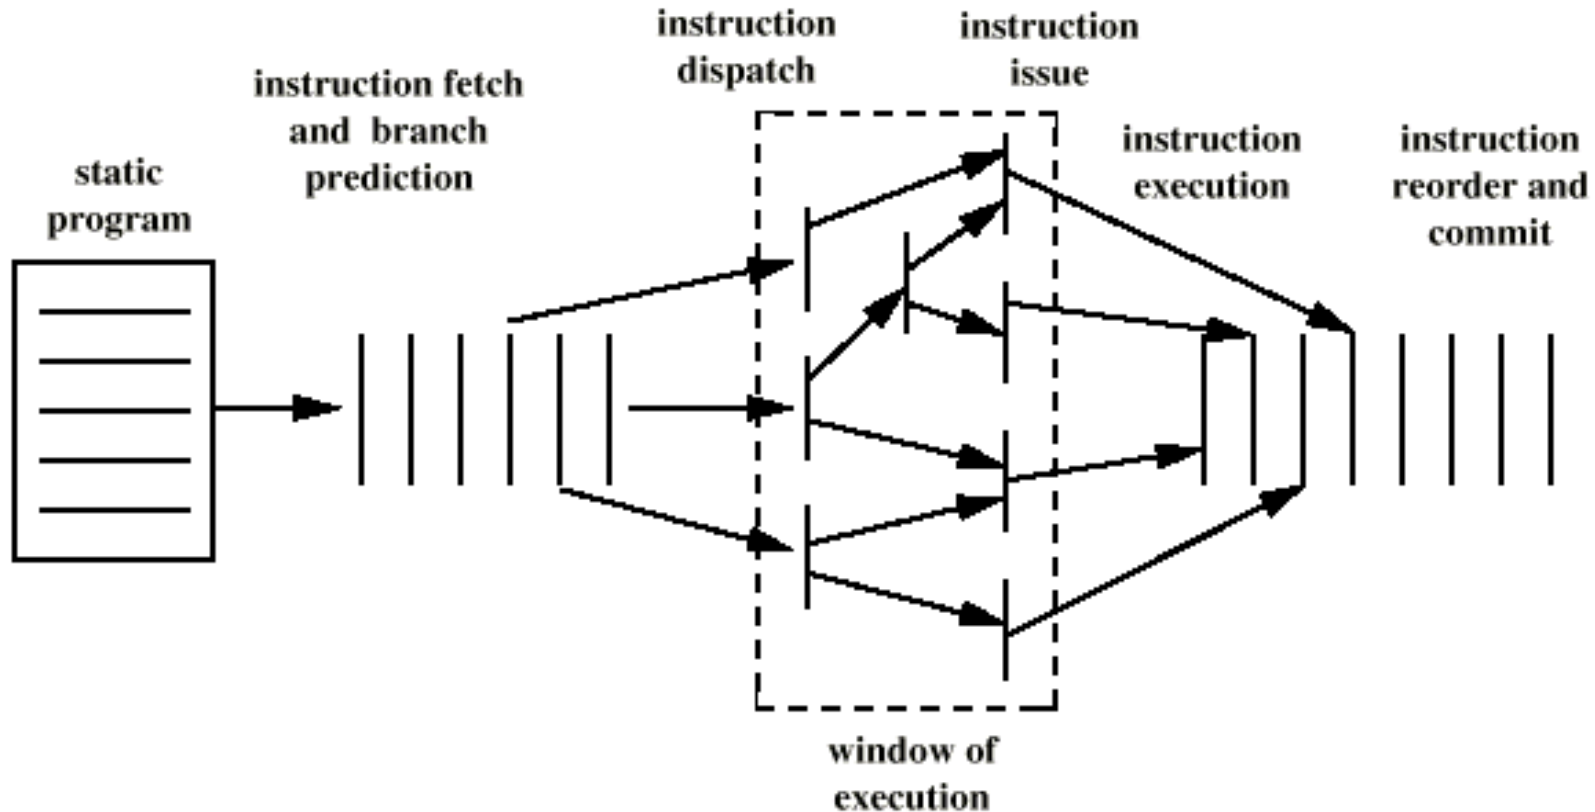 static
program
instruction fetch
and branch
prediction
instruction
dispatch
instruction
issue
instruction
execution
instruction
reorder and
commit
window of
execution